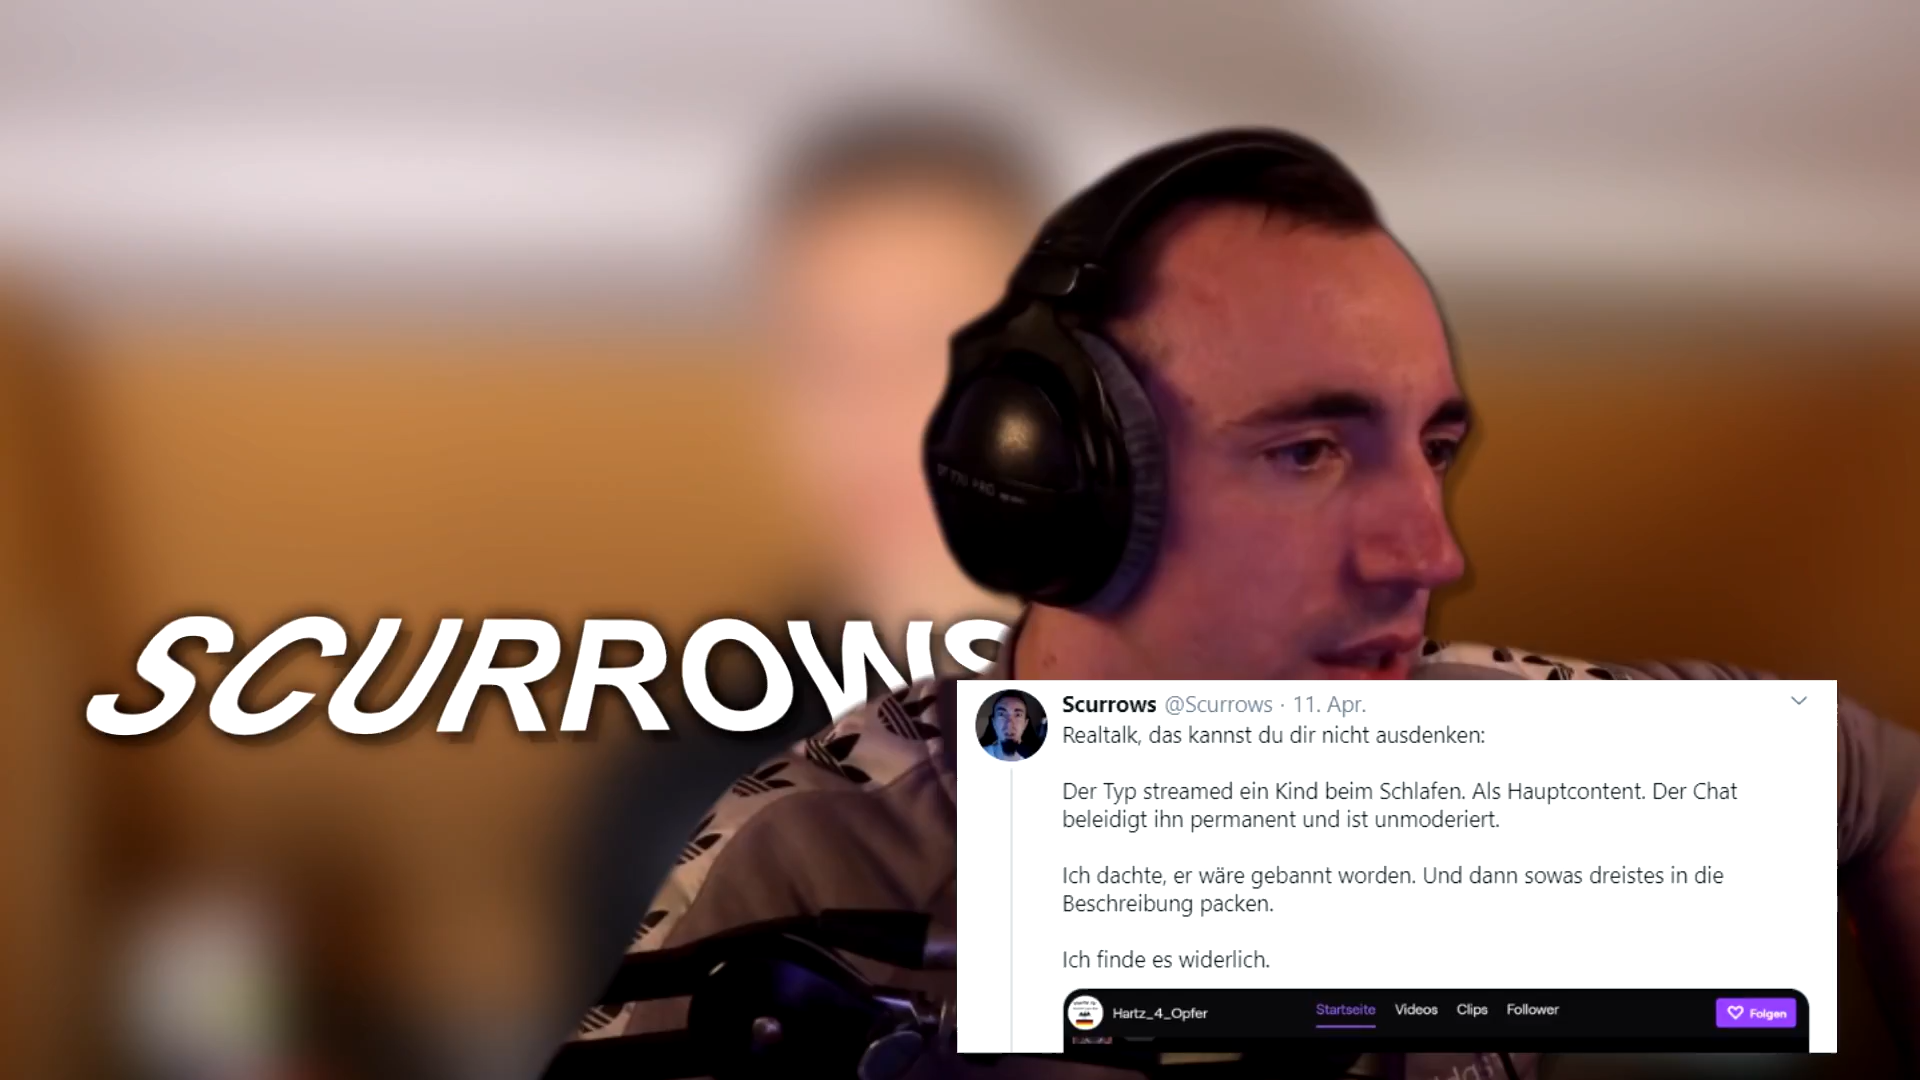 SCURROWS
770 PRO
Scurrows @Scurrows · 11. Apr.
Realtalk, das kannst du dir nicht ausdenken:
Der Typ streamed ein Kind beim Schlafen. Als Hauptcontent. Der Chat
beleidigt ihn permanent und ist unmoderiert.
Ich dachte, er wäre gebannt worden. Und dann sowas dreistes in die
Beschreibung packen.
Ich finde es widerlich.
Hartz_4_Opfer Startseite Videos Clips Follower Folgen